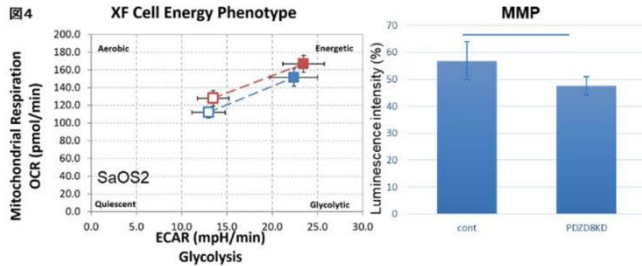 図4
XF Cell Energy Phenotype
Mitochondrial Respiration
OCR (pmol/min)
200.0
180.0
160.0
140.0
120.0
100.0
80.0
60.0
40.0
20.0
0.0
Aerobic
Energetic
SaOS2
Quiescent
Glycolytic
0.0 5.0 10.0 15.0 20.0 25.0 30.0
ECAR (mpH/min)
Glycolysis
MMP
Luminescence intensity (%)
70
60
50
40
30
20
10
0
cont PDZD8KD